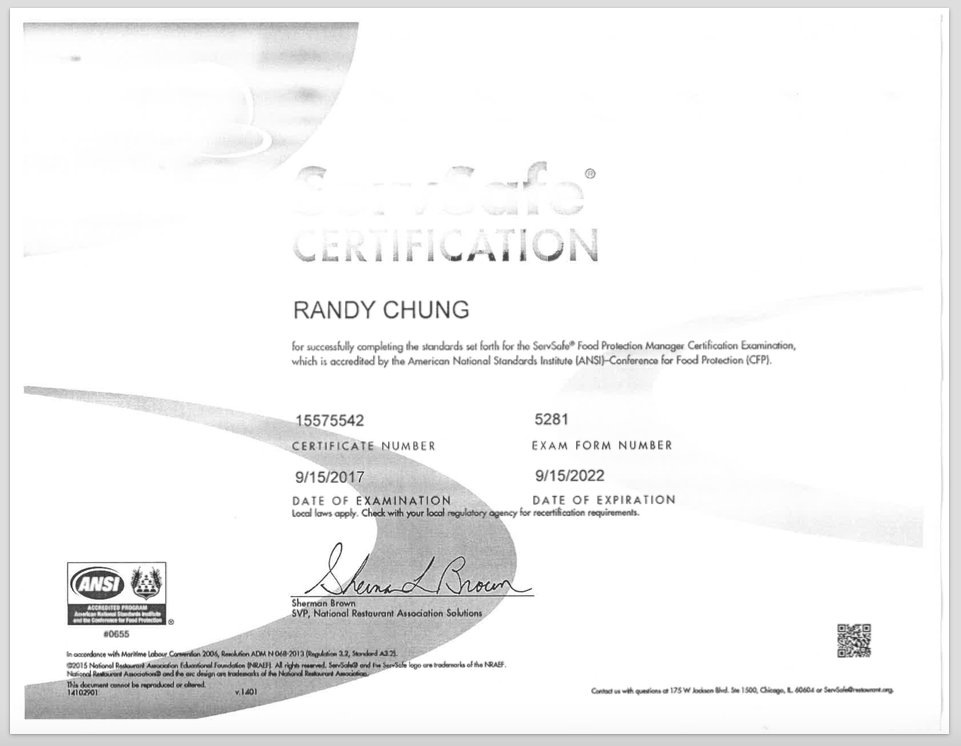 ServSafe®
CERTIFICATION
RANDY CHUNG
for successfully completing the standards set forth for the ServSafe® Food Protection Manager Certification Examination,
which is accredited by the American National Standards Institute (ANSI)–Conference for Food Protection (CFP).
15575542 5281
CERTIFICATE NUMBER EXAM FORM NUMBER
9/15/2017 9/15/2022
DATE OF EXAMINATION DATE OF EXPIRATION
Local laws apply. Check with your local regulatory agency for recertification requirements.
Sherman L Brown
Sherman Brown
SVP, National Restaurant Association Solutions
ANSI
ACCREDITED PROGRAM
American National Standards Institute
and the Conference for Food Protection ®
#0655
In accordance with Maritime Labour Convention 2006, Resolution ADM N 068-2013 (Regulation 3.2, Standard A3.2).
©2015 National Restaurant Association Educational Foundation (NRAEF). All rights reserved. ServSafe® and the ServSafe logo are trademarks of the NRAEF.
National Restaurant Association® and the arc design are trademarks of the National Restaurant Association.
This document cannot be reproduced or altered.
14102901 v.1401
Contact us with questions at 175 W Jackson Blvd. Ste 1500, Chicago, IL 60604 or ServSafe@restaurant.org.